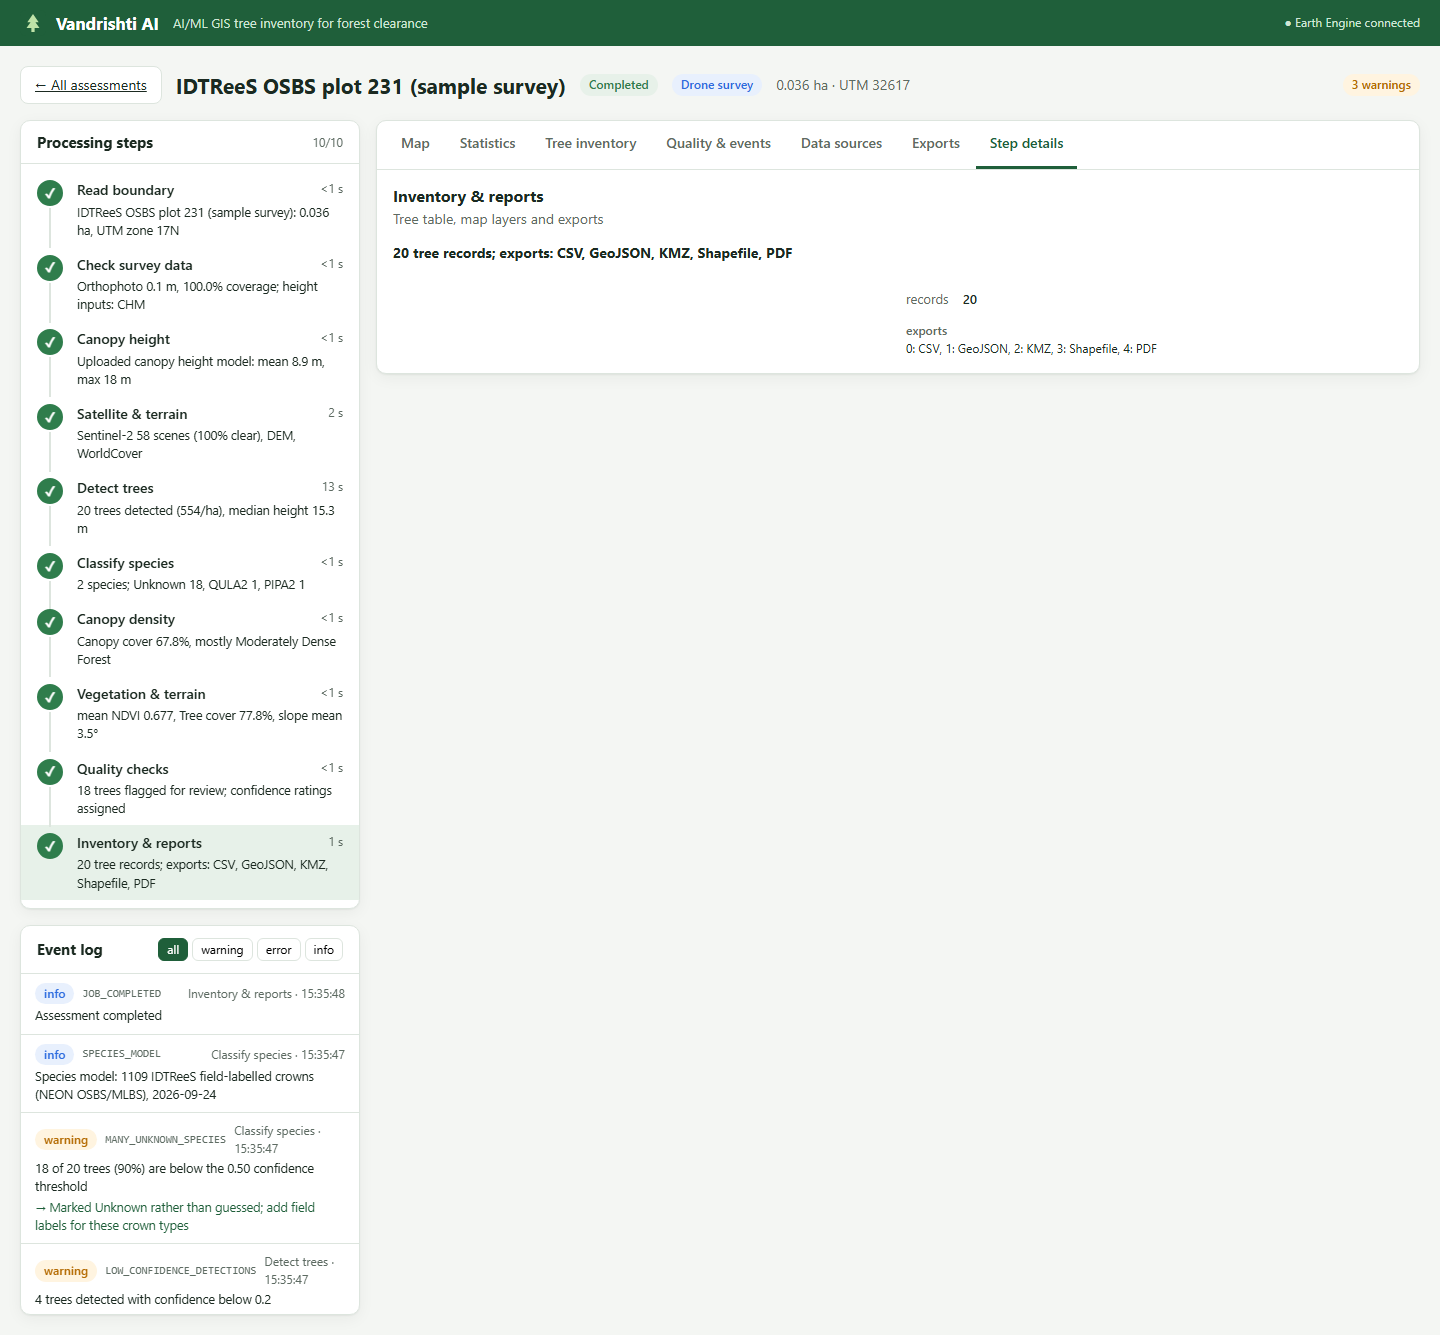 Vandrishti AI
AI/ML GIS tree inventory for forest clearance
● Earth Engine connected
← All assessments
IDTReeS OSBS plot 231 (sample survey)
Completed
Drone survey
0.036 ha · UTM 32617
3 warnings
Processing steps
10/10
Read boundary
<1 s
IDTReeS OSBS plot 231 (sample survey): 0.036
ha, UTM zone 17N
Check survey data
<1 s
Orthophoto 0.1 m, 100.0% coverage; height
inputs: CHM
Canopy height
<1 s
Uploaded canopy height model: mean 8.9 m,
max 18 m
Satellite & terrain
2 s
Sentinel-2 58 scenes (100% clear), DEM,
WorldCover
Detect trees
13 s
20 trees detected (554/ha), median height 15.3
m
Classify species
<1 s
2 species; Unknown 18, QULA2 1, PIPA2 1
Canopy density
<1 s
Canopy cover 67.8%, mostly Moderately Dense
Forest
Vegetation & terrain
<1 s
mean NDVI 0.677, Tree cover 77.8%, slope mean
3.5°
Quality checks
<1 s
18 trees flagged for review; confidence ratings
assigned
Inventory & reports
1 s
20 tree records; exports: CSV, GeoJSON, KMZ,
Shapefile, PDF
Event log
all
warning
error
info
info JOB_COMPLETED Inventory & reports · 15:35:48
Assessment completed
info SPECIES_MODEL Classify species · 15:35:47
Species model: 1109 IDTReeS field-labelled crowns
(NEON OSBS/MLBS), 2026-09-24
warning MANY_UNKNOWN_SPECIES Classify species ·
15:35:47
18 of 20 trees (90%) are below the 0.50 confidence
threshold
→ Marked Unknown rather than guessed; add field
labels for these crown types
warning LOW_CONFIDENCE_DETECTIONS Detect trees ·
15:35:47
4 trees detected with confidence below 0.2
Map
Statistics
Tree inventory
Quality & events
Data sources
Exports
Step details
Inventory & reports
Tree table, map layers and exports
20 tree records; exports: CSV, GeoJSON, KMZ, Shapefile, PDF
records 20
exports
0: CSV, 1: GeoJSON, 2: KMZ, 3: Shapefile, 4: PDF